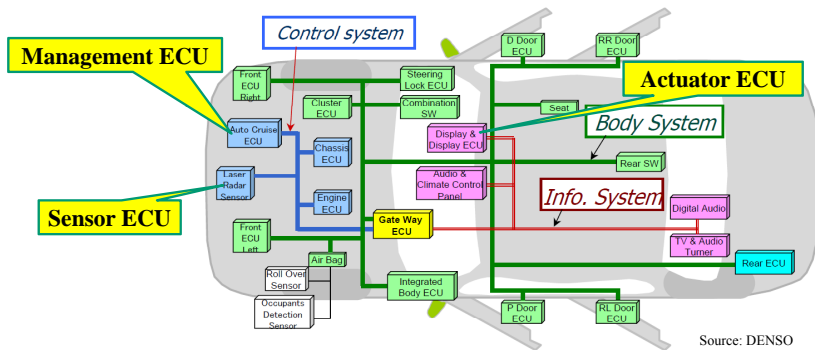 Management ECU
Control system
D Door
ECU
RR Door
ECU
Front
ECU
Right
Steering
Lock ECU
Actuator ECU
Cluster
ECU
Combination
SW
Seat
Auto Cruise
ECU
Display &
Display ECU
Body System
Chassis
ECU
Rear SW
Laser
Radar
Sensor
Audio &
Climate Control
Panel
Info. System
Engine
ECU
Digital Audio
Sensor ECU
Gate Way
ECU
Front
ECU
Left
TV & Audio
Turner
Air Bag
Rear ECU
Roll Over
Sensor
Integrated
Body ECU
Occupants
Detection
Sensor
P Door
ECU
RL Door
ECU
Source: DENSO